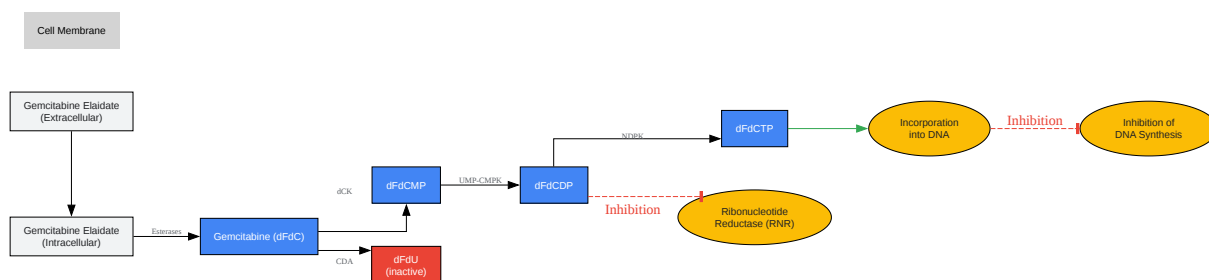 Cell Membrane
Gemcitabine Elaidate
(Extracellular)
Gemcitabine Elaidate
(Intracellular)
Esterases
Gemcitabine (dFdC)
dCK
CDA
dFdCMP
dFdU
(inactive)
UMP-CMPK
dFdCDP
NDPK
Inhibition
dFdCTP
Ribonucleotide
Reductase (RNR)
Incorporation
into DNA
Inhibition
Inhibition of
DNA Synthesis